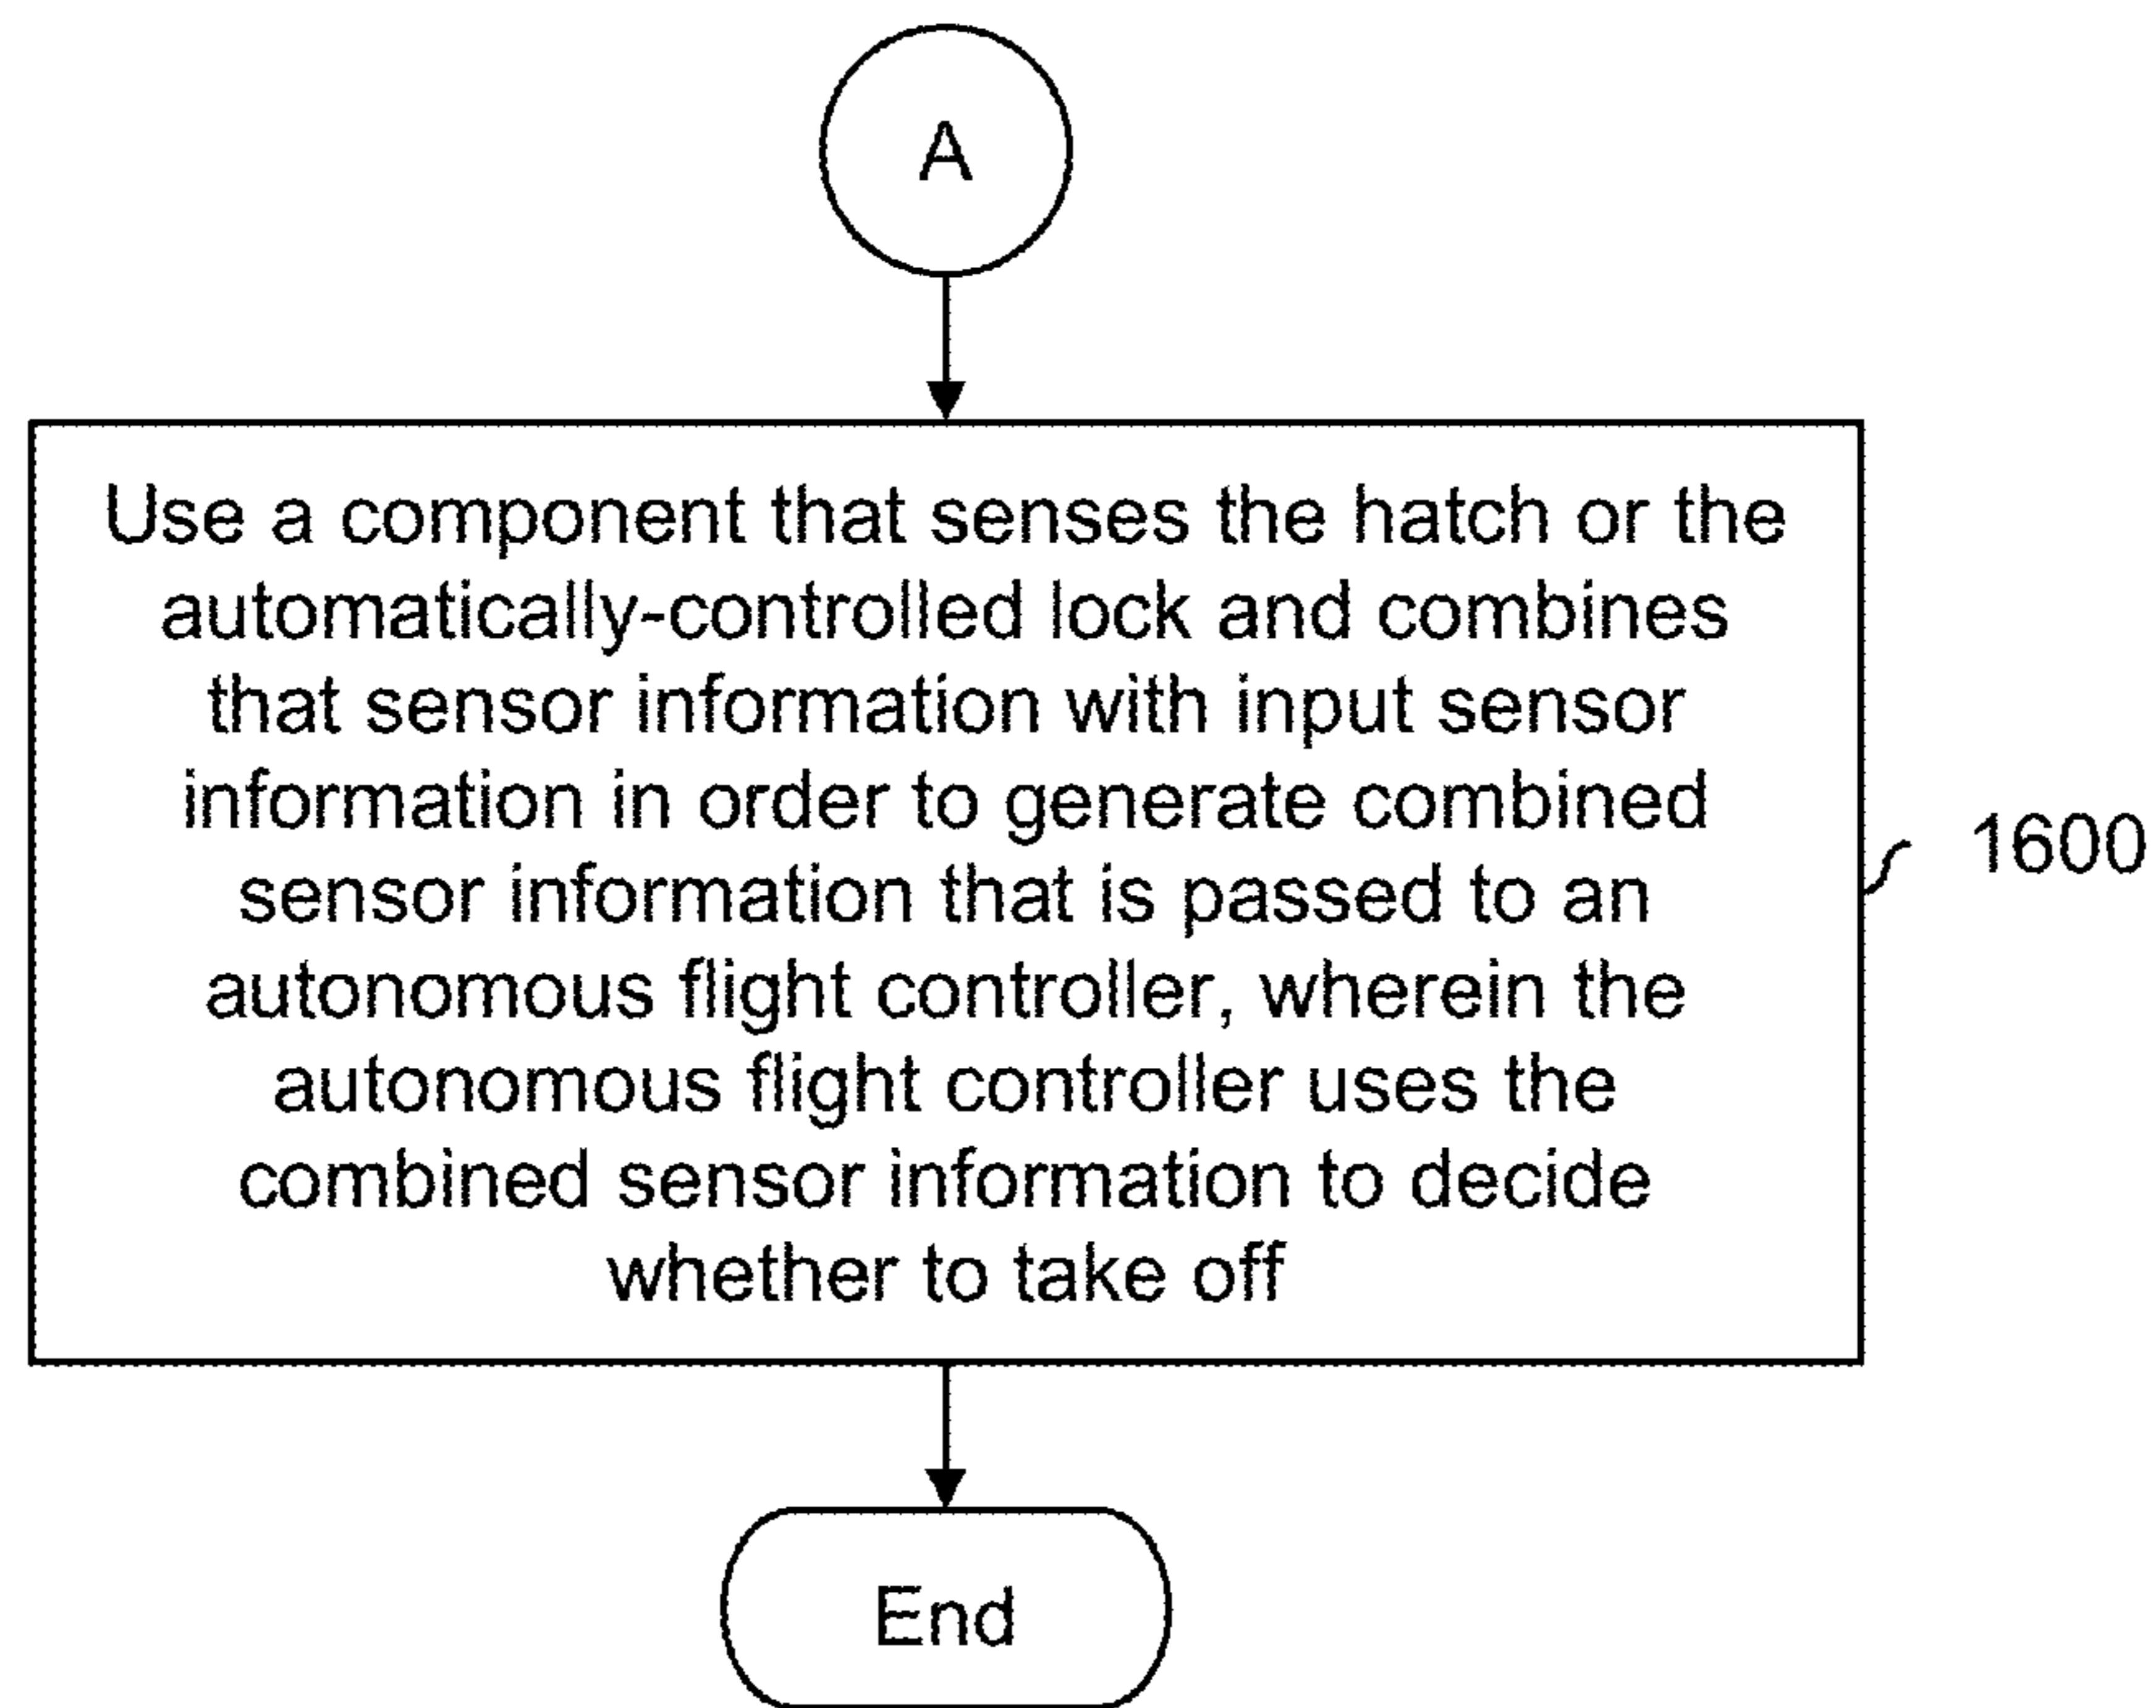 A
Use a component that senses the hatch or the
automatically-controlled lock and combines
that sensor information with input sensor
information in order to generate combined
sensor information that is passed to an
autonomous flight controller, wherein the
autonomous flight controller uses the
combined sensor information to decide
whether to take off
1600
End